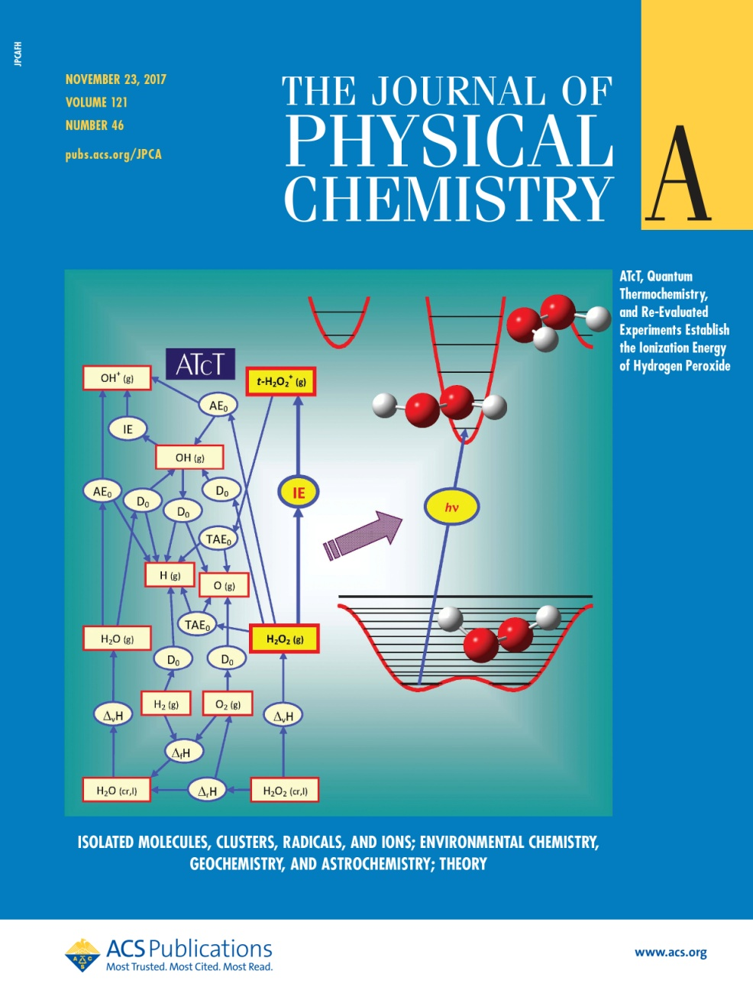 JPCAFH
NOVEMBER 23, 2017
VOLUME 121
NUMBER 46
pubs.acs.org/JPCA
THE JOURNAL OF
PHYSICAL
CHEMISTRY
A
ATcT, Quantum
Thermochemistry,
and Re-Evaluated
Experiments Establish
the Ionization Energy
of Hydrogen Peroxide
ATcT
OH⁺ (g)
t-H₂O₂⁺ (g)
AE₀
IE
OH (g)
AE₀
D₀
D₀
D₀
IE
hν
TAE₀
H (g)
O (g)
TAE₀
H₂O (g)
H₂O₂ (g)
D₀
D₀
H₂ (g)
O₂ (g)
ΔᵥH
ΔᵥH
ΔfH
H₂O (cr,l)
ΔrH
H₂O₂ (cr,l)
ISOLATED MOLECULES, CLUSTERS, RADICALS, AND IONS; ENVIRONMENTAL CHEMISTRY,
GEOCHEMISTRY, AND ASTROCHEMISTRY; THEORY
A C S
ACS Publications
Most Trusted. Most Cited. Most Read.
www.acs.org